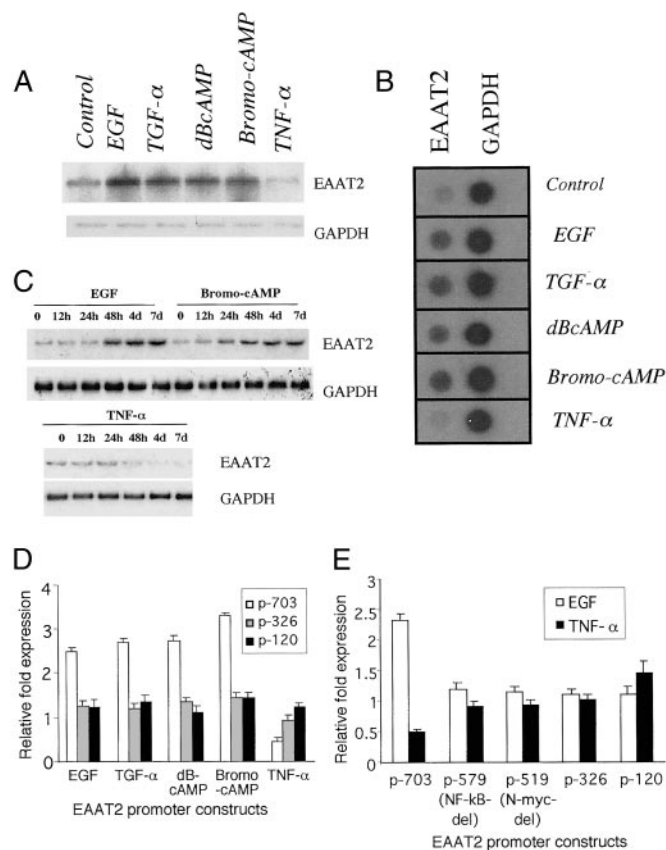 A
Control
EGF
TGF-α
dBcAMP
Bromo-cAMP
TNF-α
EAAT2
GAPDH
B
EAAT2
GAPDH
Control
EGF
TGF-α
dBcAMP
Bromo-cAMP
TNF-α
C
EGF Bromo-cAMP
0 12h 24h 48h 4d 7d 0 12h 24h 48h 4d 7d
EAAT2
GAPDH
TNF-α
0 12h 24h 48h 4d 7d
EAAT2
GAPDH
D
Relative fold expression
4
3
2
1
0
p-703
p-326
p-120
EGF TGF-α dB-cAMP Bromo-cAMP TNF-α
EAAT2 promoter constructs
E
Relative fold expression
2.5
2
1.5
1
0.5
0
EGF
TNF-α
p-703 p-579 p-519 p-326 p-120
(NF-kB- (N-myc-
del) del)
EAAT2 promoter constructs